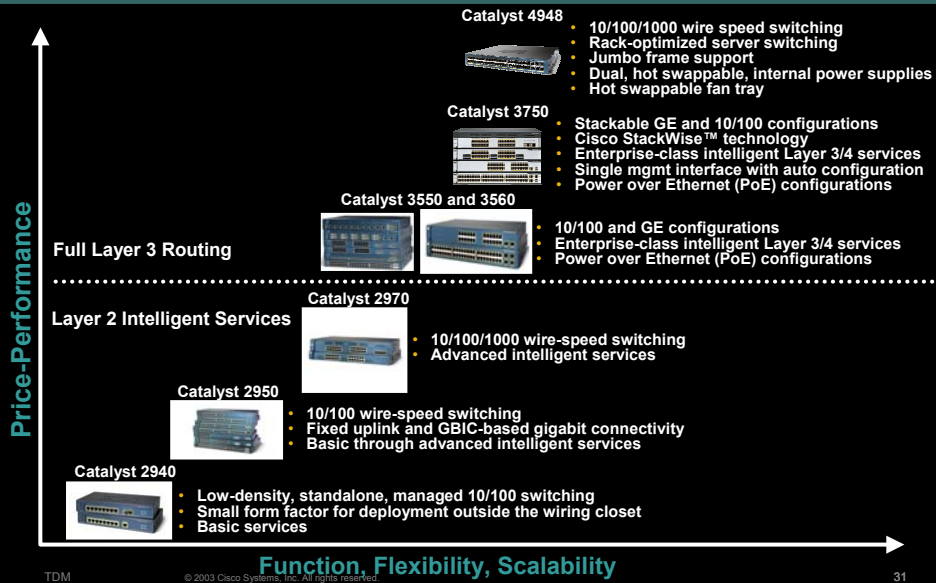 Catalyst 4948
• 10/100/1000 wire speed switching
• Rack-optimized server switching
• Jumbo frame support
• Dual, hot swappable, internal power supplies
• Hot swappable fan tray
Catalyst 3750
• Stackable GE and 10/100 configurations
• Cisco StackWise™ technology
• Enterprise-class intelligent Layer 3/4 services
• Single mgmt interface with auto configuration
• Power over Ethernet (PoE) configurations
Catalyst 3550 and 3560
• 10/100 and GE configurations
• Enterprise-class intelligent Layer 3/4 services
• Power over Ethernet (PoE) configurations
Full Layer 3 Routing
Layer 2 Intelligent Services
Catalyst 2970
• 10/100/1000 wire-speed switching
• Advanced intelligent services
Catalyst 2950
• 10/100 wire-speed switching
• Fixed uplink and GBIC-based gigabit connectivity
• Basic through advanced intelligent services
Catalyst 2940
• Low-density, standalone, managed 10/100 switching
• Small form factor for deployment outside the wiring closet
• Basic services
Price-Performance
Function, Flexibility, Scalability
TDM
© 2003 Cisco Systems, Inc. All rights reserved.
31